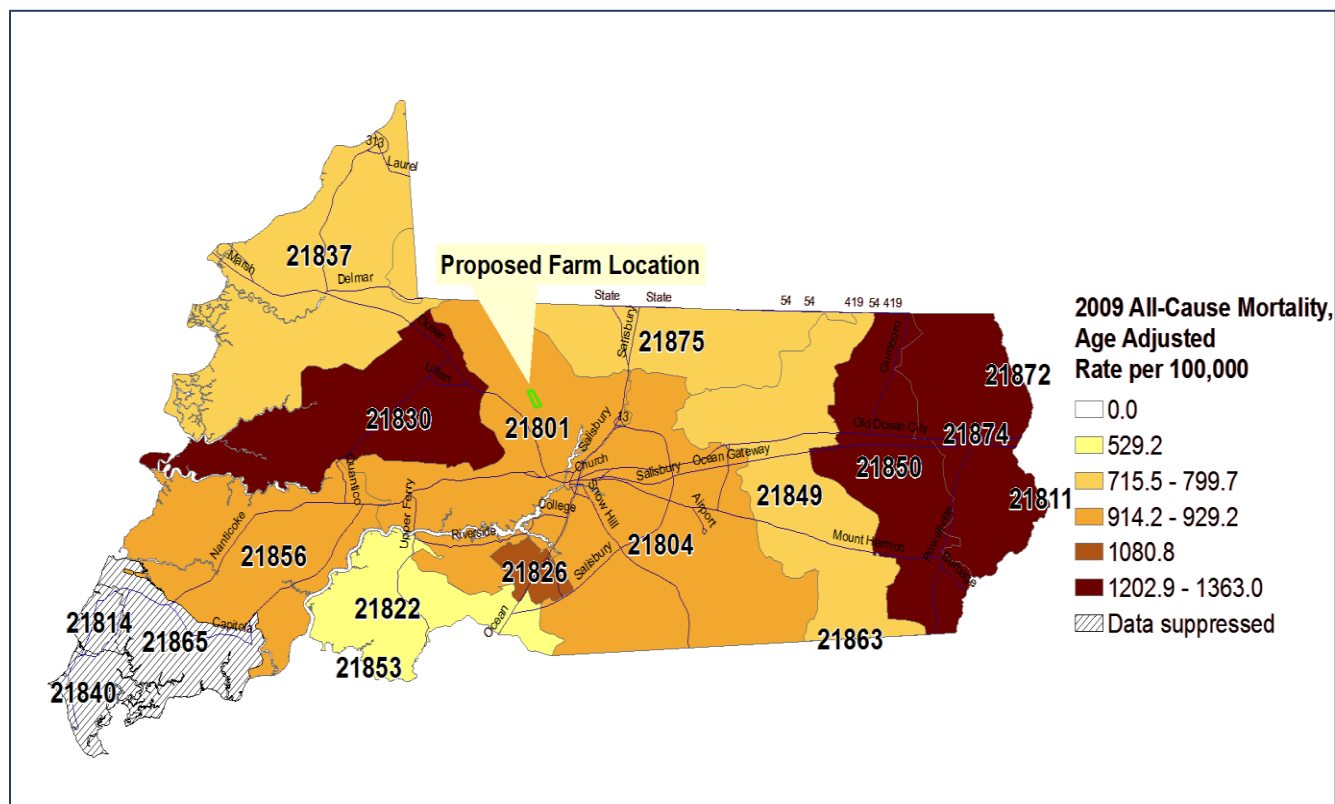 313
Laurel
21837
Marsh
Delmar
Proposed Farm Location
State
State
54
54
419
54
419
2009 All-Cause Mortality,
Age Adjusted
Rate per 100,000
0.0
529.2
715.5 - 799.7
914.2 - 929.2
1080.8
1202.9 - 1363.0
Data suppressed
Ocean
Salisbury
21875
Gumboro
21872
21830
21801
Salisbury
13
Old Ocean City
21874
Quantico
Church
Salisbury
Ocean Gateway
21850
21849
21811
Nanticoke
Upper Ferry
College
Snow Hill
Airport
Riverside
21856
21804
Mount Hermon
Powellville
21826
Salisbury
21814
21865
Capitola
21822
Ocean
21863
21853
21840